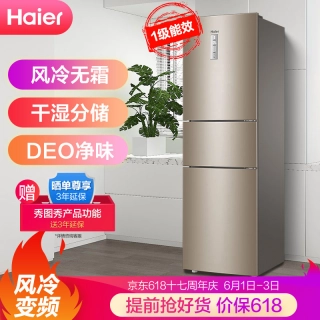 Haier
1级能效
Haier
风冷无霜
干湿分储
DEO净味
赠
晒单尊享
3年延保
秀图秀产品功能
送3年延保
风冷
变频
京东618十七周年庆 6月1日-3日
提前抢好货 价保618